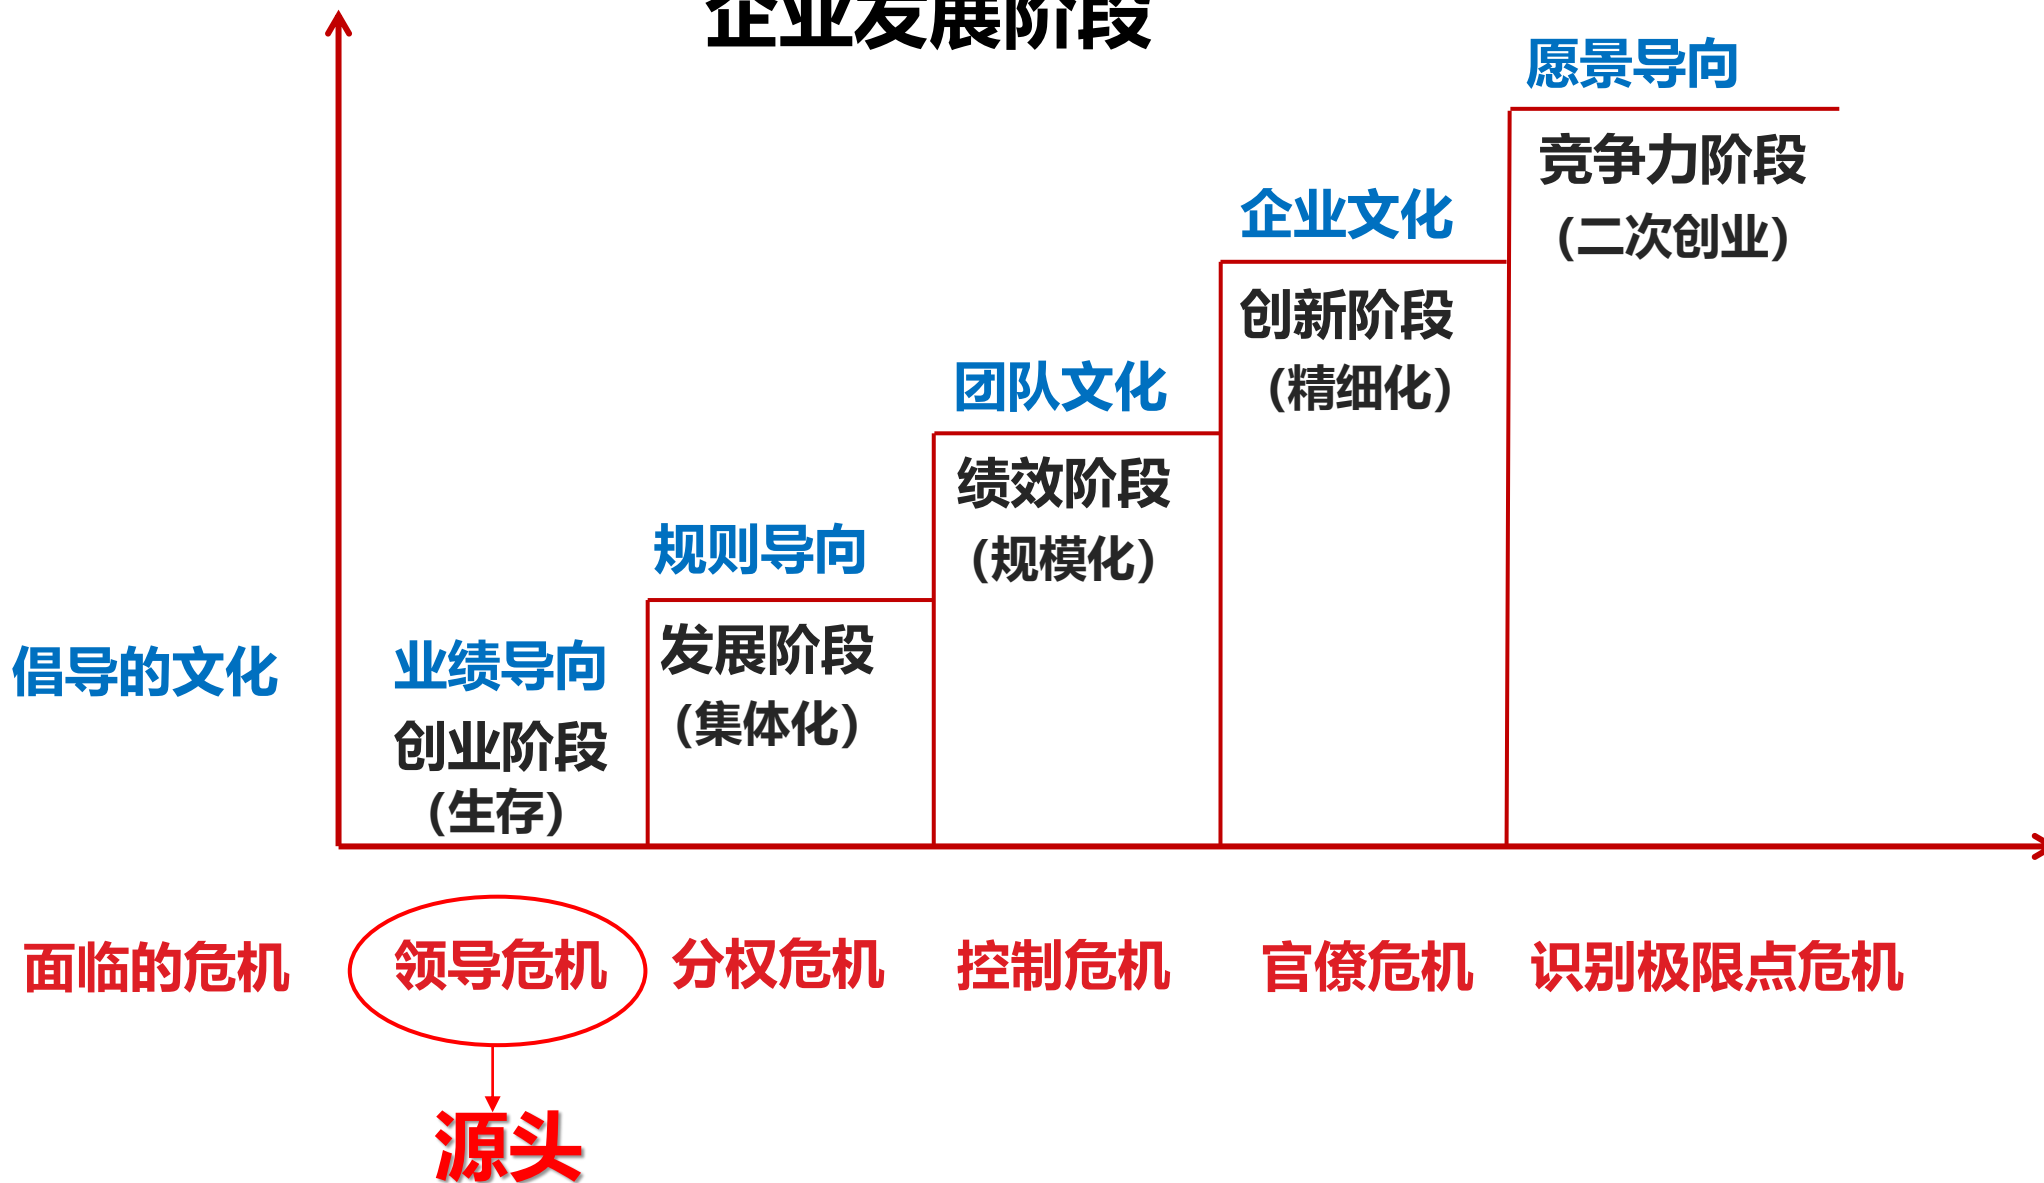 企业发展阶段
愿景导向
竞争力阶段
（二次创业）
企业文化
创新阶段
（精细化）
团队文化
绩效阶段
（规模化）
规则导向
发展阶段
（集体化）
倡导的文化
业绩导向
创业阶段
（生存）
面临的危机
领导危机
分权危机
控制危机
官僚危机
识别极限点危机
源头